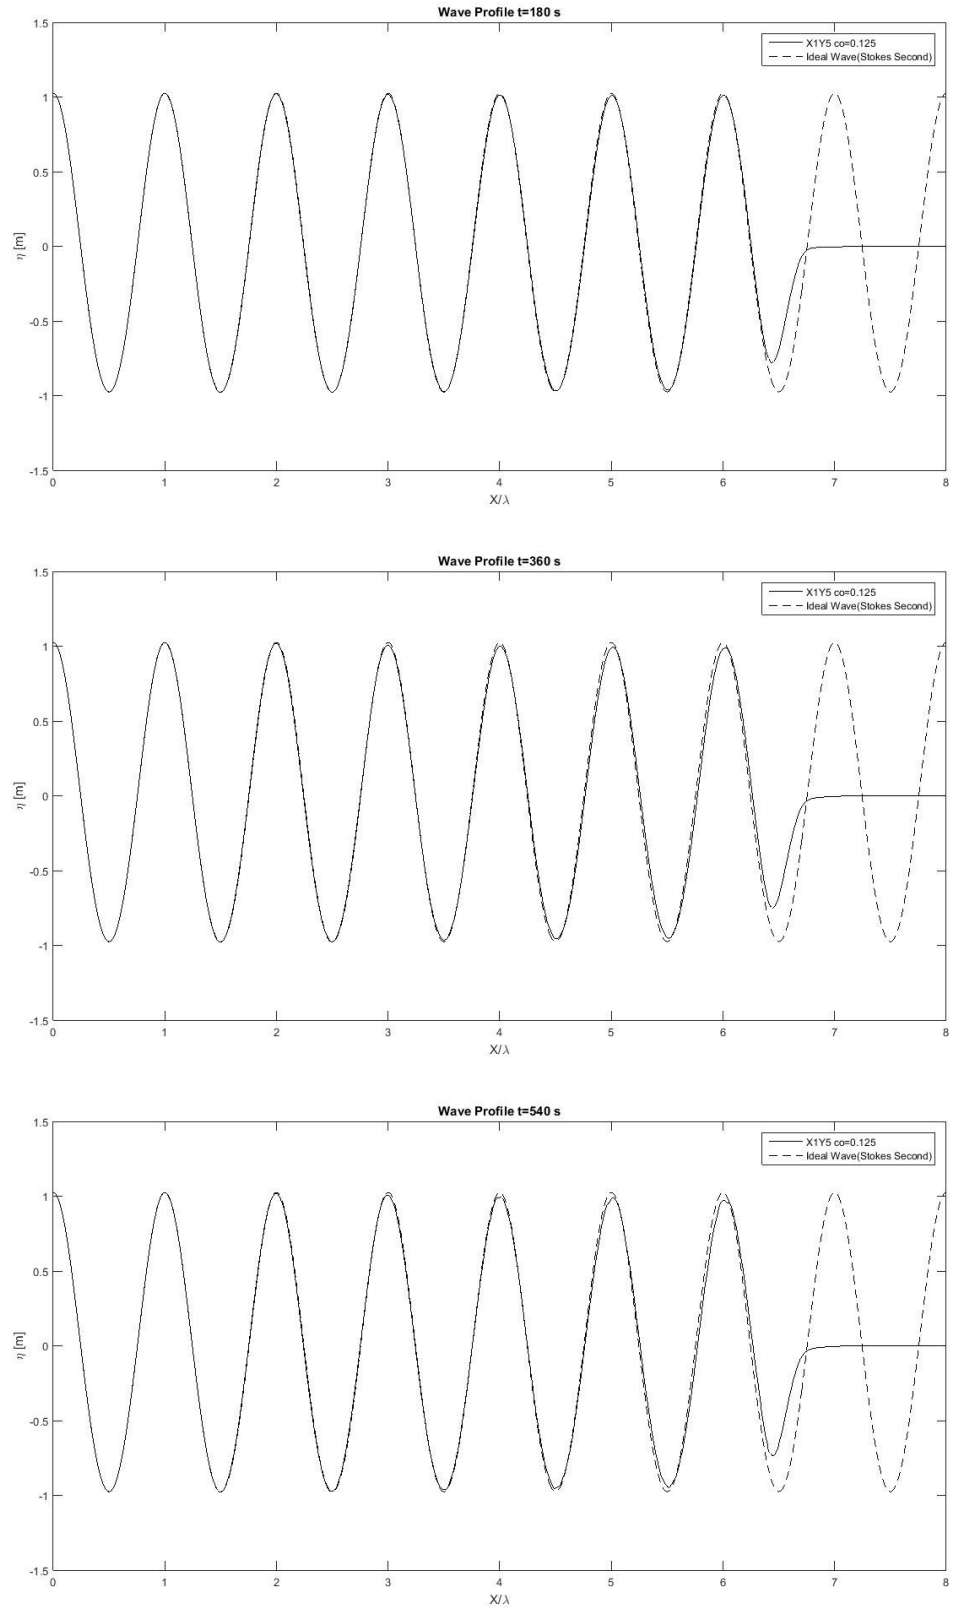 Wave Profile t=180 s
X1Y5 co=0.125
Ideal Wave(Stokes Second)
1.5
1
0.5
0
-0.5
-1
-1.5
η [m]
0 1 2 3 4 5 6 7 8
X/λ
Wave Profile t=360 s
X1Y5 co=0.125
Ideal Wave(Stokes Second)
1.5
1
0.5
0
-0.5
-1
-1.5
η [m]
0 1 2 3 4 5 6 7 8
X/λ
Wave Profile t=540 s
X1Y5 co=0.125
Ideal Wave(Stokes Second)
1.5
1
0.5
0
-0.5
-1
-1.5
η [m]
0 1 2 3 4 5 6 7 8
X/λ